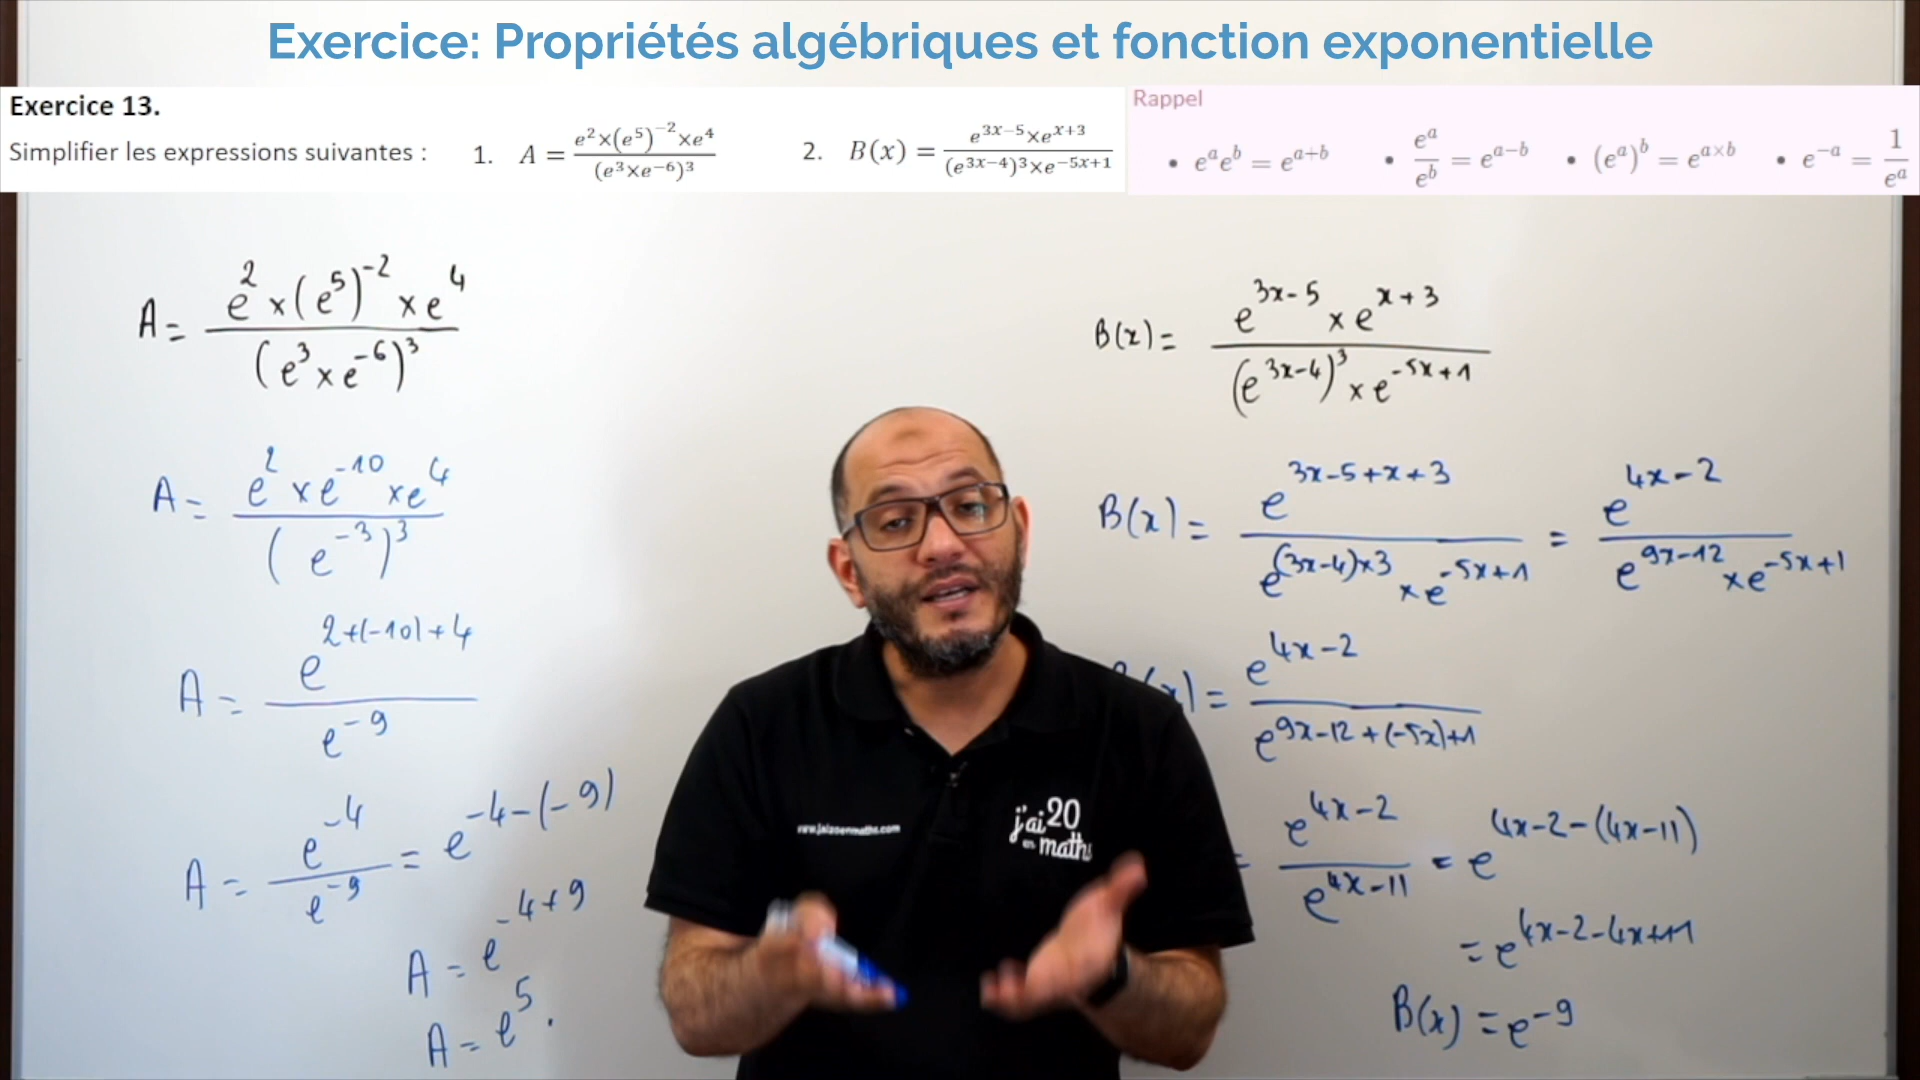 Exercice: Propriétés algébriques et fonction exponentielle
Exercice 13.
Simplifier les expressions suivantes : 1. A = (e²×(e⁵)⁻²×e⁴)/((e³×e⁻⁶)³) 2. B(x) = (e^{3x−5}×e^{x+3})/((e^{3x−4})³×e^{−5x+1})
Rappel
• eᵃeᵇ = e^{a+b} • eᵃ/eᵇ = e^{a−b} • (eᵃ)ᵇ = e^{a×b} • e^{−a} = 1/eᵃ
A = (e² × (e⁵)⁻² × e⁴)/((e³ × e⁻⁶)³)
A = (e² × e⁻¹⁰ × e⁴)/((e⁻³)³)
A = e^{2+(-10)+4}/e⁻⁹
A = e⁻⁴/e⁻⁹ = e^{-4-(-9)}
A = e^{-4+9}
A = e⁵.
B(x) = (e^{3x-5} × e^{x+3})/((e^{3x-4})³ × e^{-5x+1})
B(x) = e^{3x-5+x+3}/(e^{(3x-4)×3} × e^{-5x+1}) = e^{4x-2}/(e^{9x-12} × e^{-5x+1})
(x) = e^{4x-2}/e^{9x-12+(-5x)+1}
= e^{4x-2}/e^{4x-11} = e^{4x-2-(4x-11)}
= e^{4x-2-4x+11}
B(x) = e^{-9}
www.jai20enmaths.com
j'ai 20
en maths